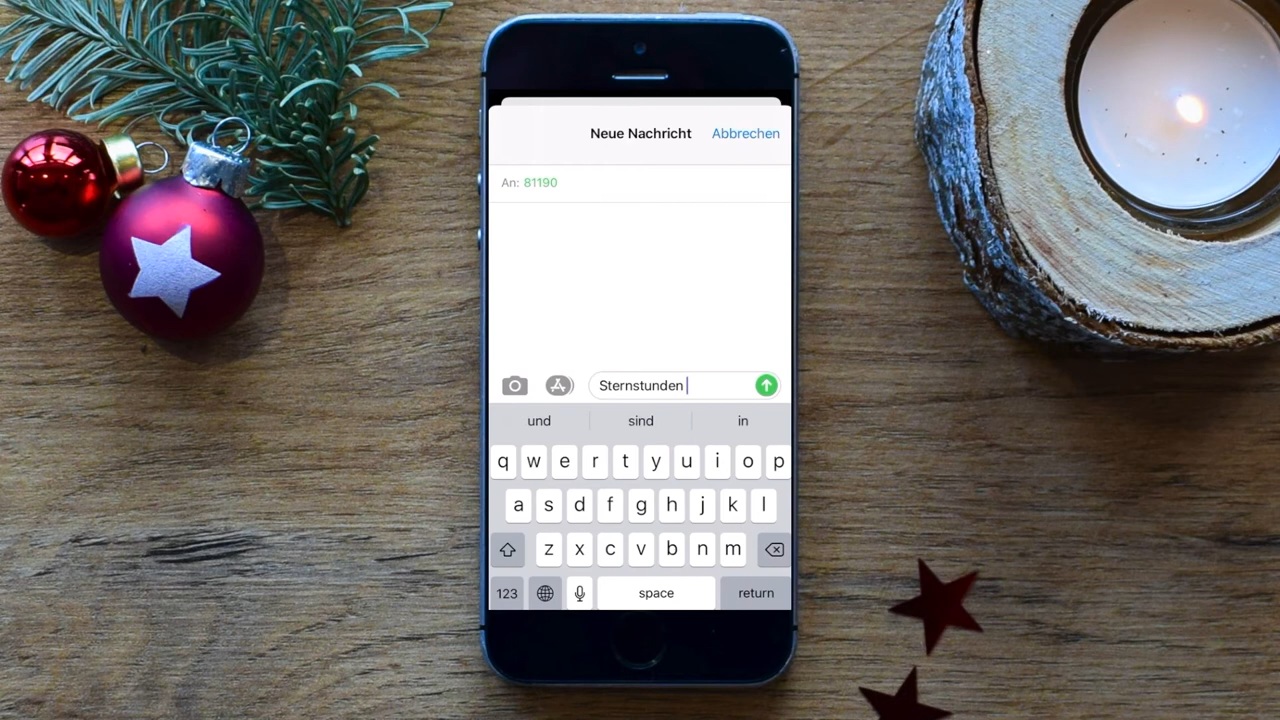 Neue Nachricht Abbrechen
An: 81190
Sternstunden
und sind in
q w e r t y u i o p
a s d f g h j k l
z x c v b n m
123 space return